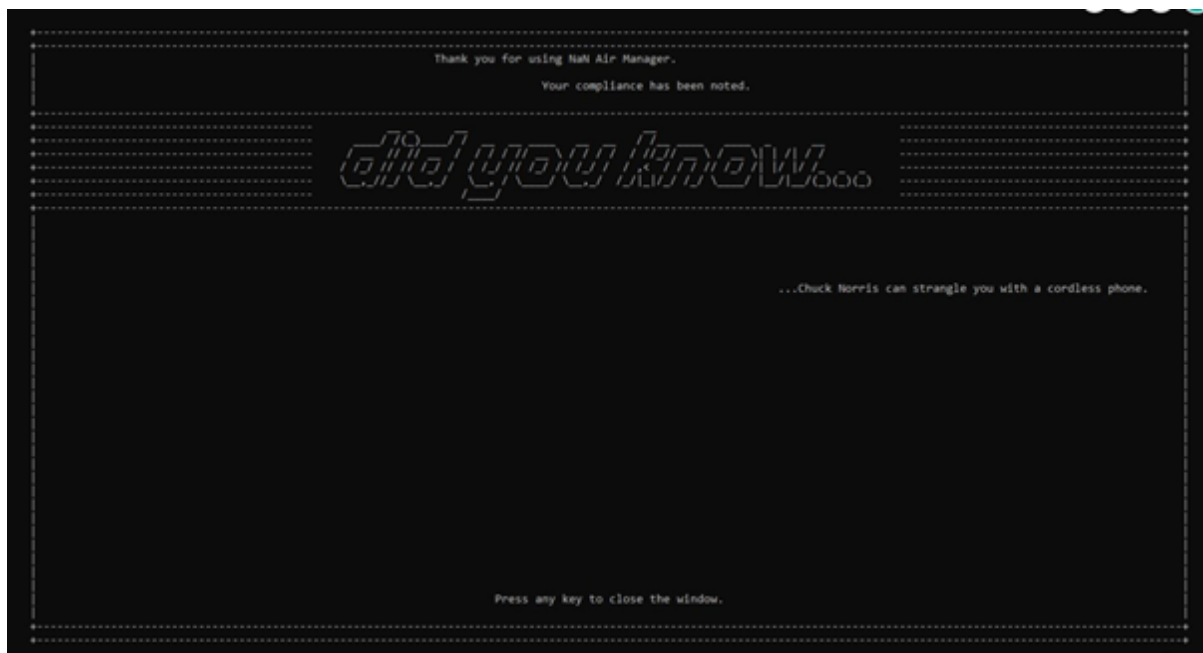 Thank you for using NaN Air Manager.
Your compliance has been noted.
did you know...
...Chuck Norris can strangle you with a cordless phone.
Press any key to close the window.